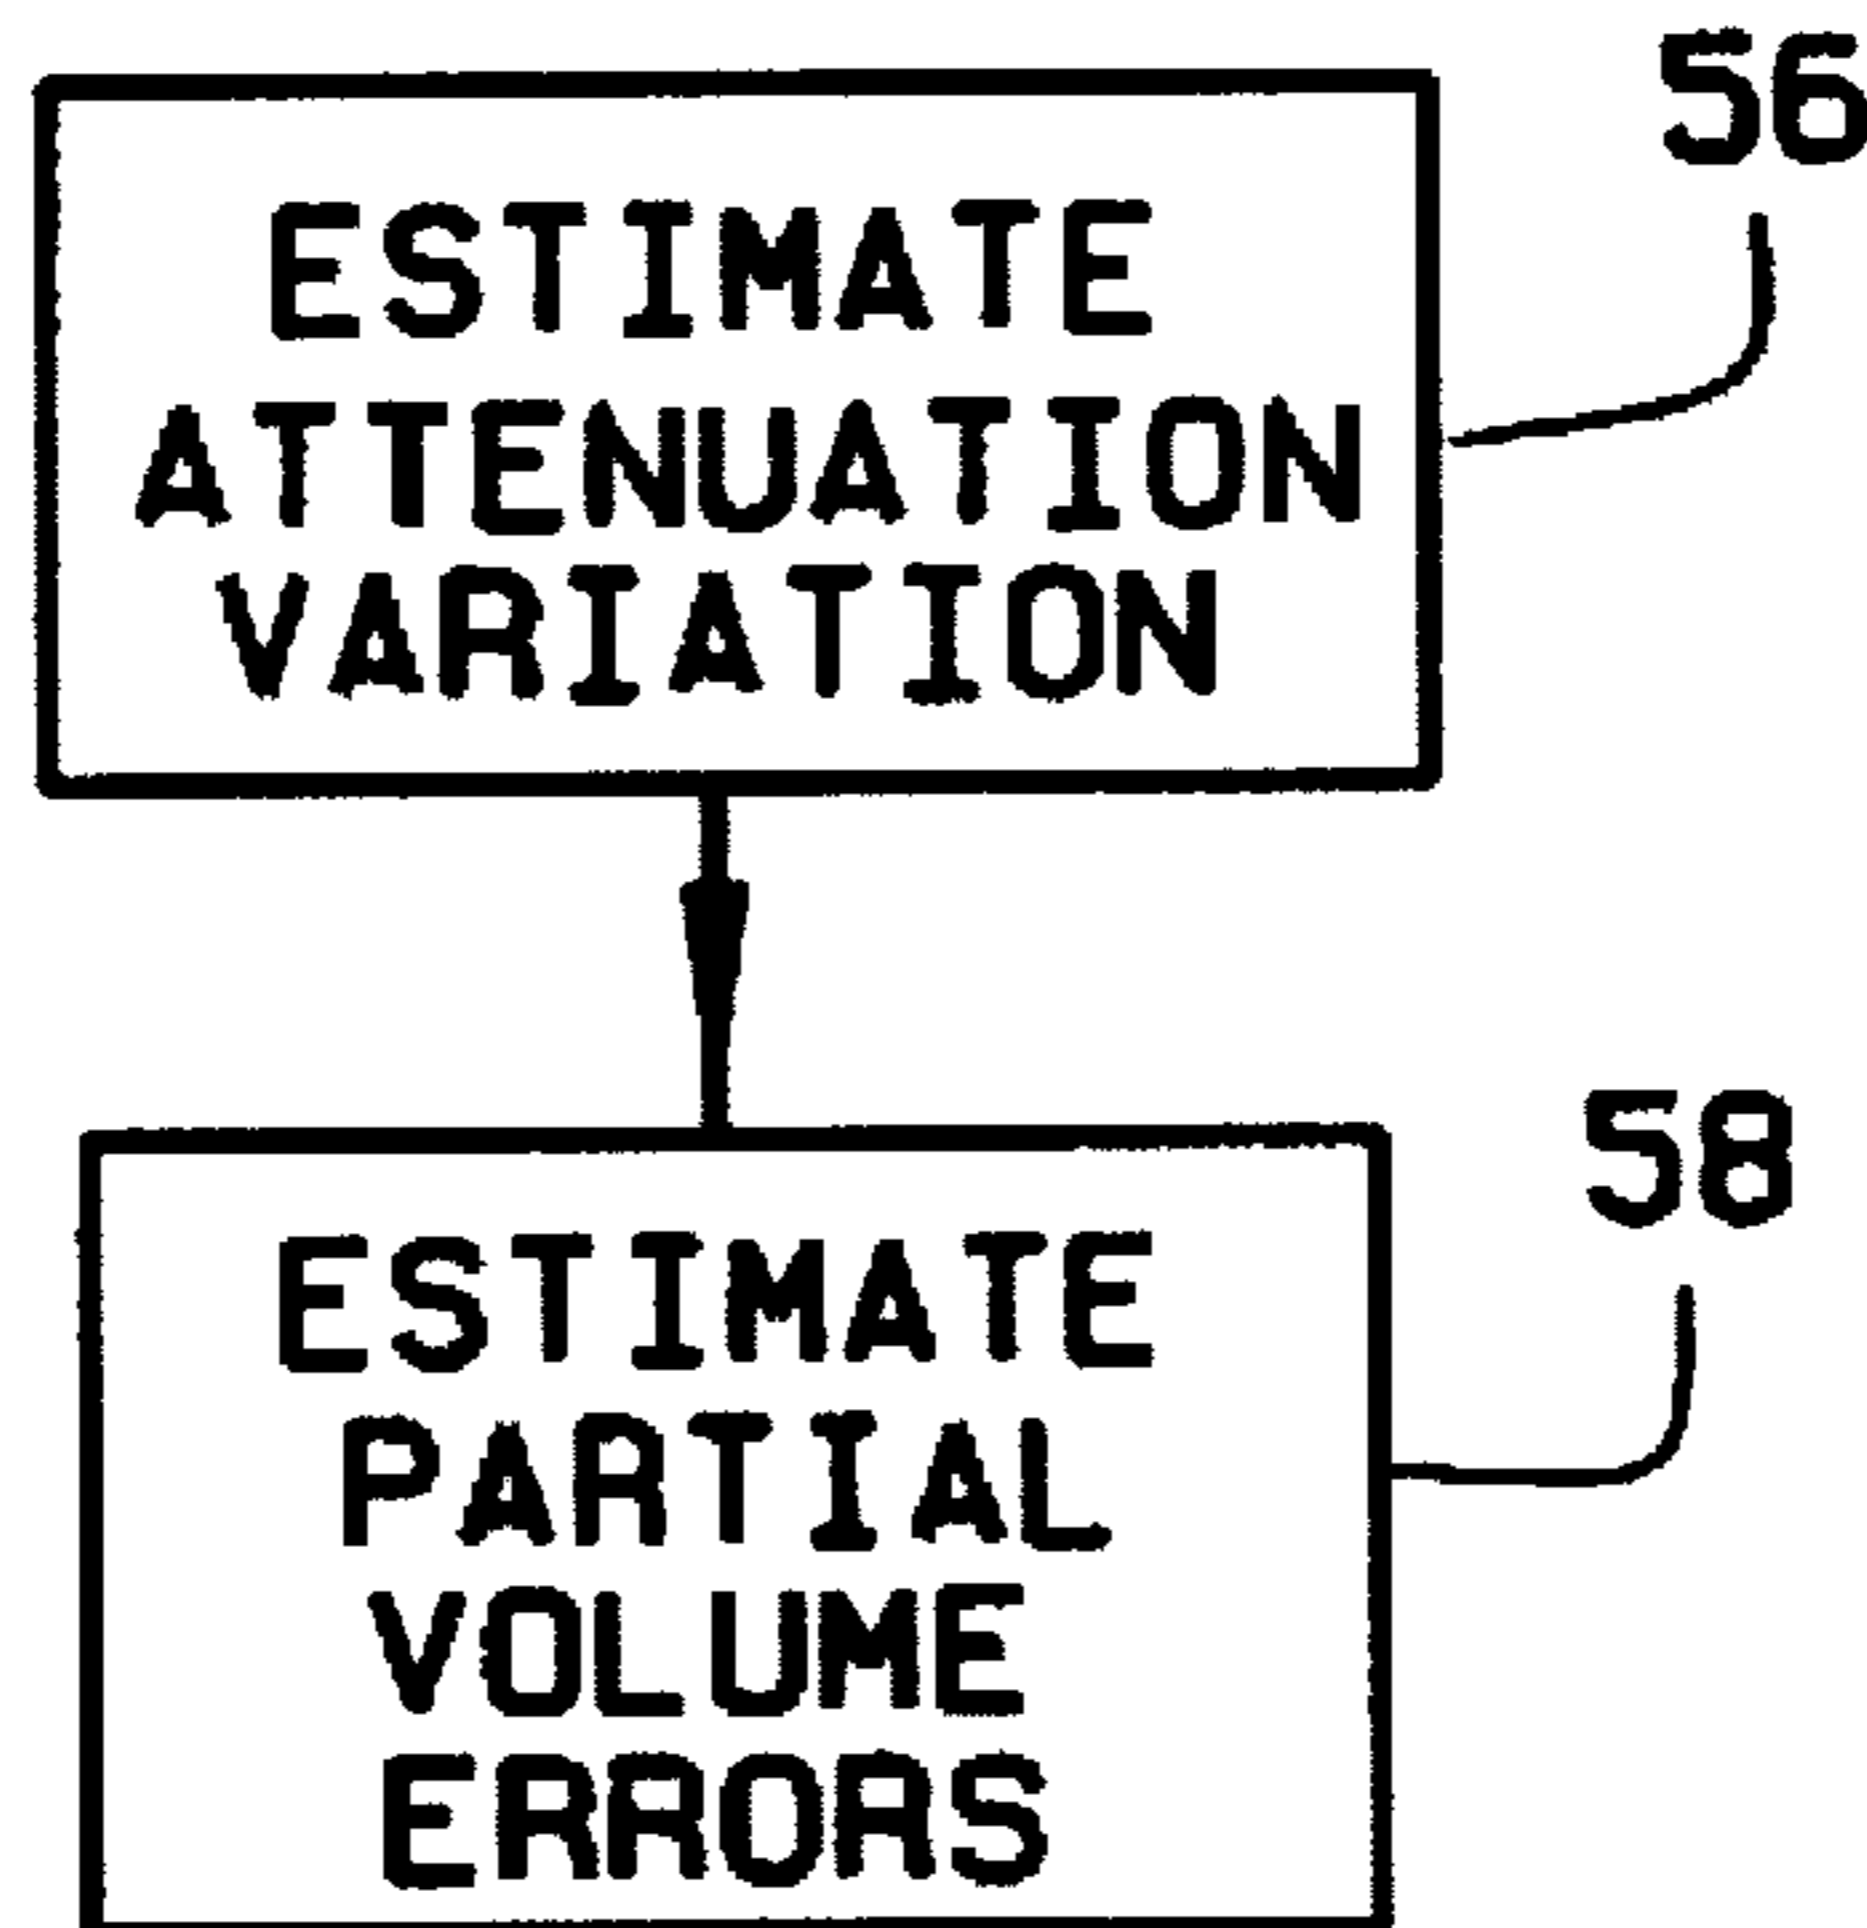 56
ESTIMATE
ATTENUATION
VARIATION
58
ESTIMATE
PARTIAL
VOLUME
ERRORS